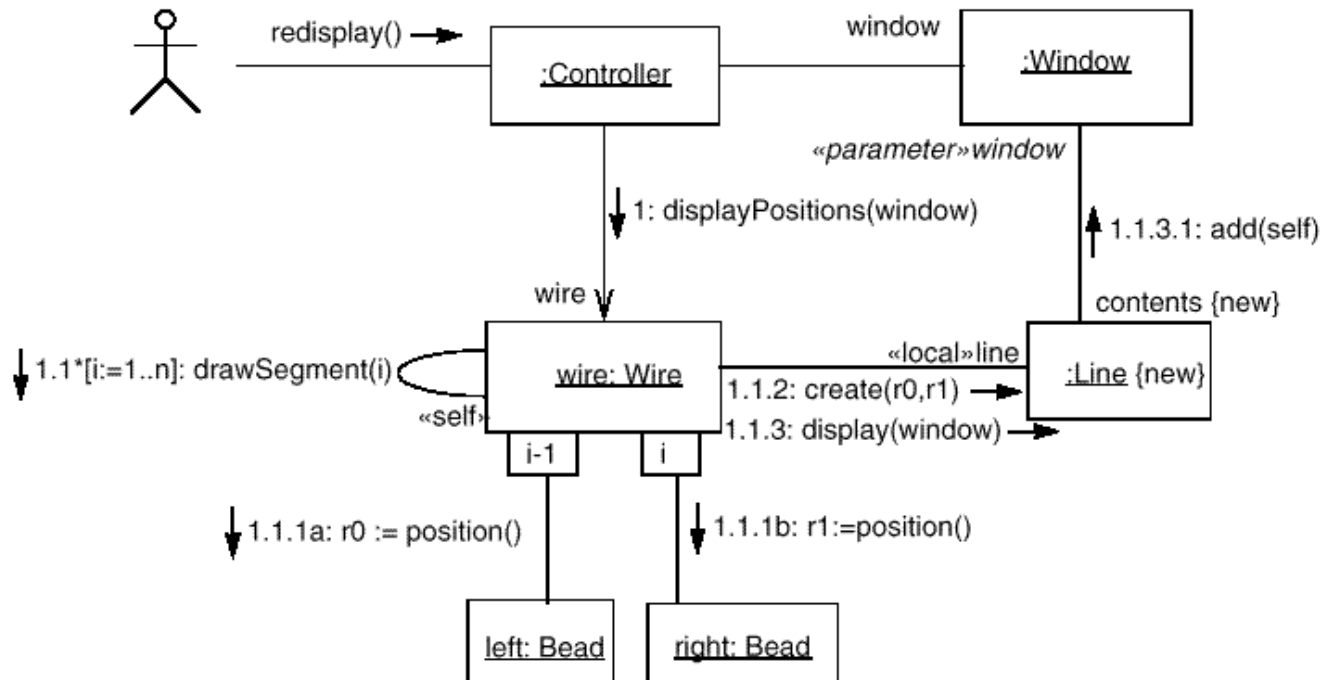 redisplay()
:Controller
window
:Window
«parameter»window
1: displayPositions(window)
1.1.3.1: add(self)
wire
contents {new}
1.1*[i:=1..n]: drawSegment(i)
«self»
wire: Wire
«local»line
:Line {new}
1.1.2: create(r0,r1)
1.1.3: display(window)
i-1
i
1.1.1a: r0 := position()
1.1.1b: r1:=position()
left: Bead
right: Bead